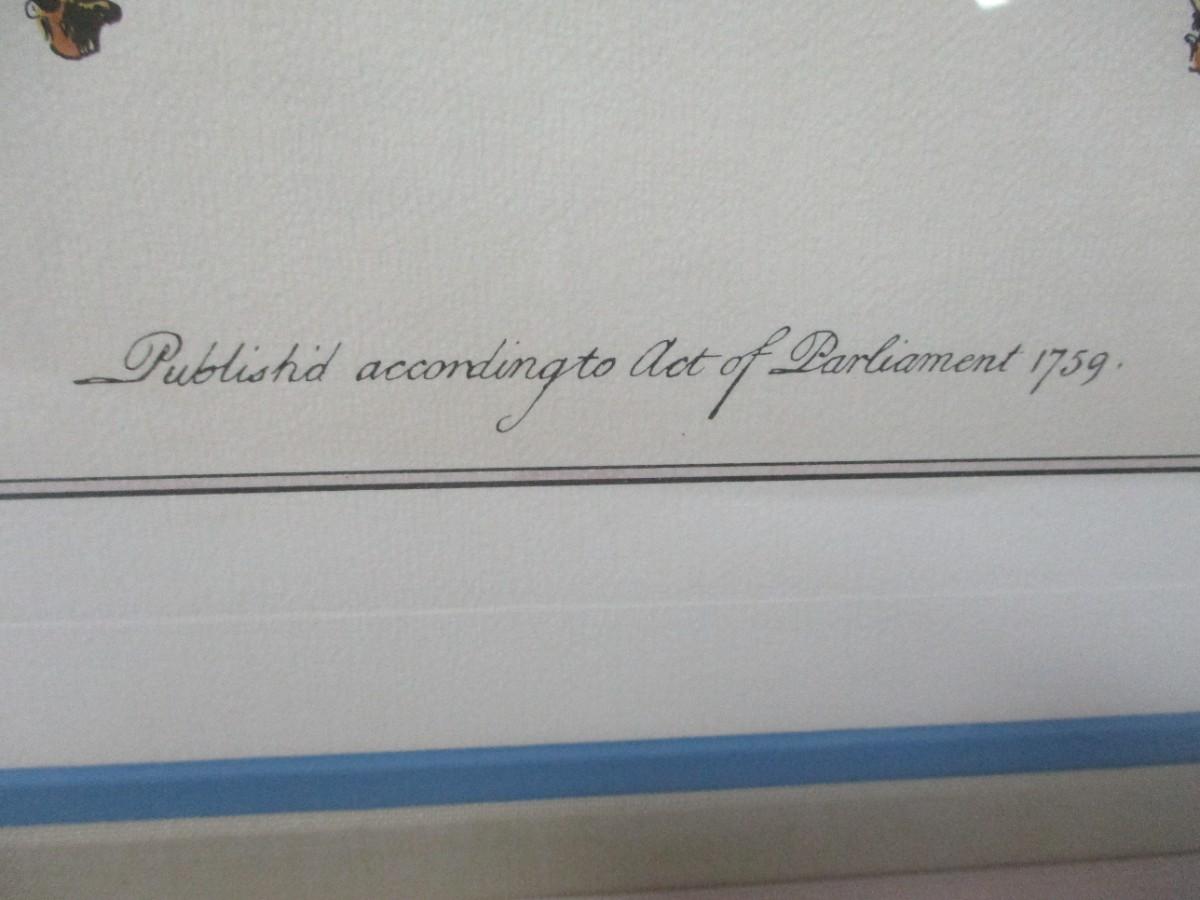 Publish'd according to Act of Parliament 1759.